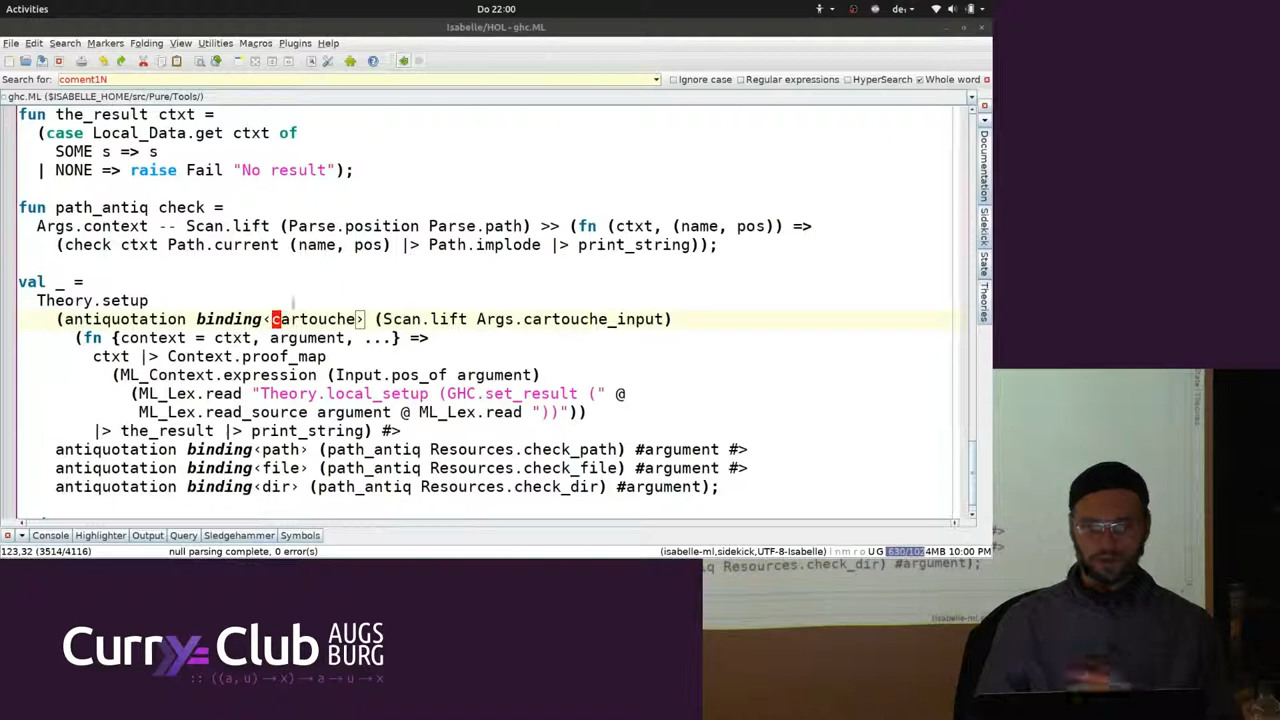 Activities
Do 22:00
de
Isabelle/HOL - ghc.ML
File Edit Search Markers Folding View Utilities Macros Plugins Help
Search for: coment1N
Ignore case Regular expressions HyperSearch Whole word
ghc.ML ($ISABELLE_HOME/src/Pure/Tools/)
fun the_result ctxt =
(case Local_Data.get ctxt of
SOME s => s
| NONE => raise Fail "No result");
fun path_antiq check =
Args.context -- Scan.lift (Parse.position Parse.path) >> (fn (ctxt, (name, pos)) =>
(check ctxt Path.current (name, pos) |> Path.implode |> print_string));
val _ =
Theory.setup
(antiquotation binding‹cartouche› (Scan.lift Args.cartouche_input)
(fn {context = ctxt, argument, ...} =>
ctxt |> Context.proof_map
(ML_Context.expression (Input.pos_of argument)
(ML_Lex.read "Theory.local_setup (GHC.set_result (" @
ML_Lex.read_source argument @ ML_Lex.read "))"))
|> the_result |> print_string) #>
antiquotation binding‹path› (path_antiq Resources.check_path) #argument #>
antiquotation binding‹file› (path_antiq Resources.check_file) #argument #>
antiquotation binding‹dir› (path_antiq Resources.check_dir) #argument);
Documentation
Sidekick
State
Theories
Console Highlighter Output Query Sledgehammer Symbols
123,32 (3514/4116)
null parsing complete, 0 error(s)
(isabelle-ml,sidekick,UTF-8-Isabelle) n m r o U G 630/1024MB 10:00 PM
Resources.check_dir) #argument);
Curry Club AUGS
BURG
:: ((a, u) → x) → a → u → x